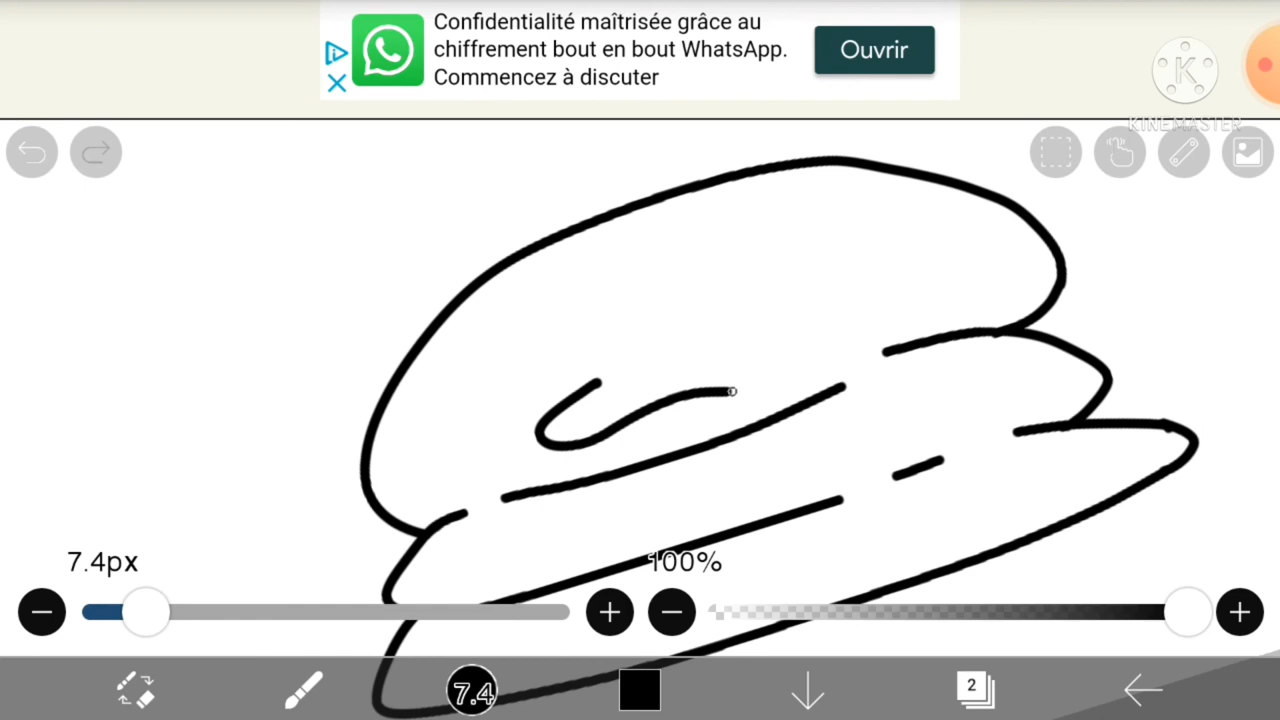 Confidentialité maîtrisée grâce au
chiffrement bout en bout WhatsApp.
Commencez à discuter
Ouvrir
K
KINEMASTER
7.4px
100%
7.4
2